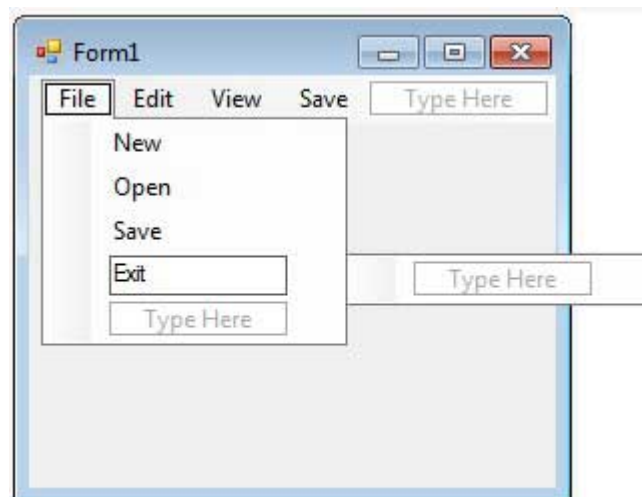 Form1
File Edit View Save Type Here
New
Open
Save
Exit Type Here
Type Here